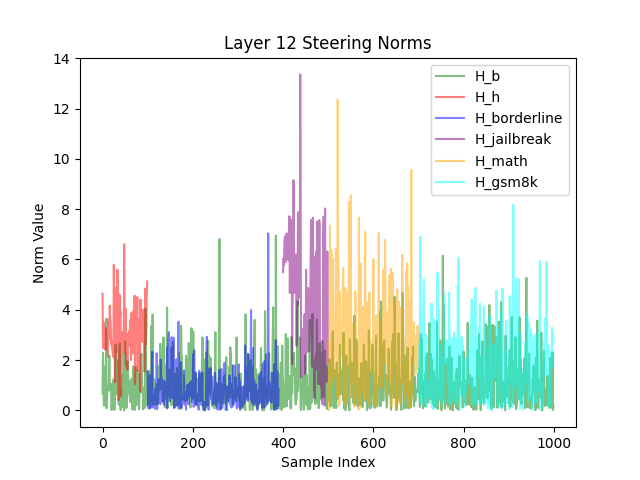 Layer 12 Steering Norms
Norm Value
14
12
10
8
6
4
2
0
H_b
H_h
H_borderline
H_jailbreak
H_math
H_gsm8k
0 200 400 600 800 1000
Sample Index